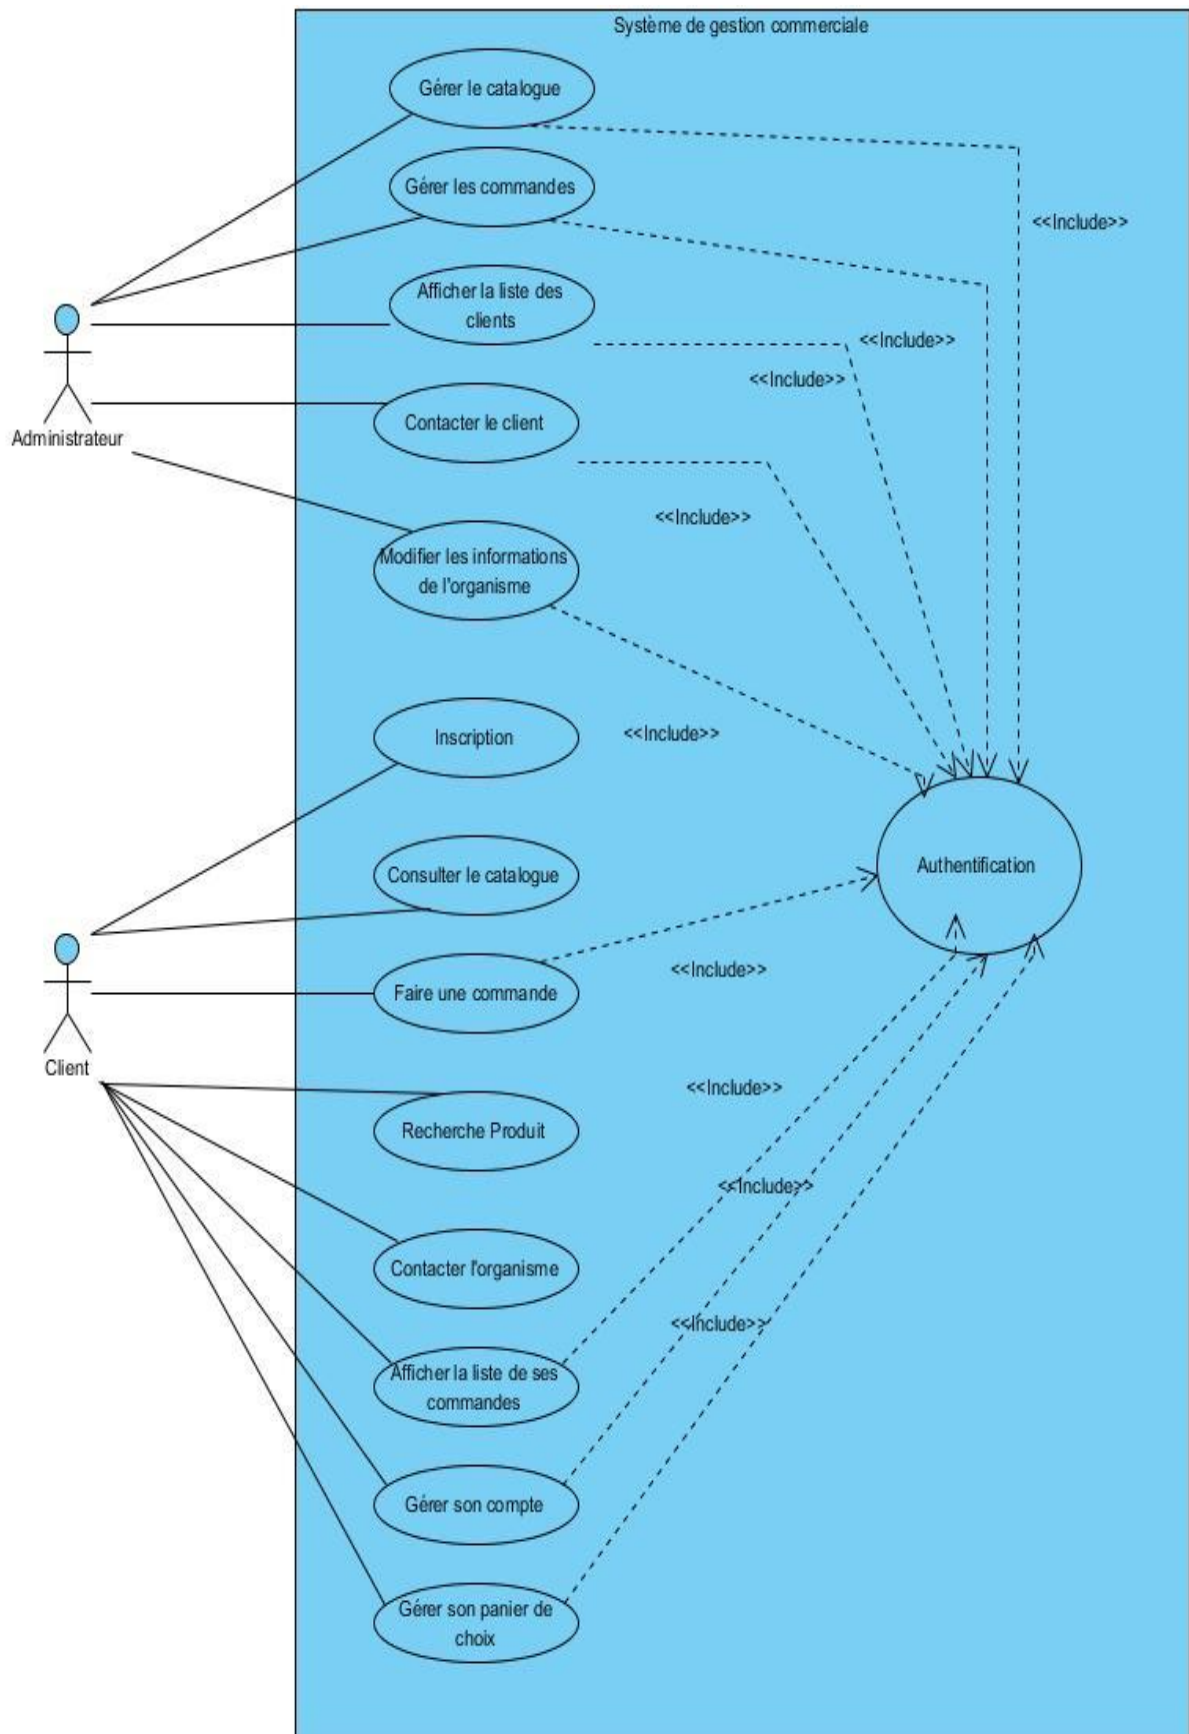 Système de gestion commerciale
Gérer le catalogue
Gérer les commandes
<<Include>>
Afficher la liste des
clients
<<Include>>
<<Include>>
Contacter le client
Administrateur
<<Include>>
Modifier les informations
de l'organisme
Inscription
<<Include>>
Authentification
Consulter le catalogue
<<Include>>
Faire une commande
Client
<<Include>>
Recherche Produit
<<Include>>
Contacter l'organisme
<<Include>>
Afficher la liste de ses
commandes
Gérer son compte
Gérer son panier de
choix